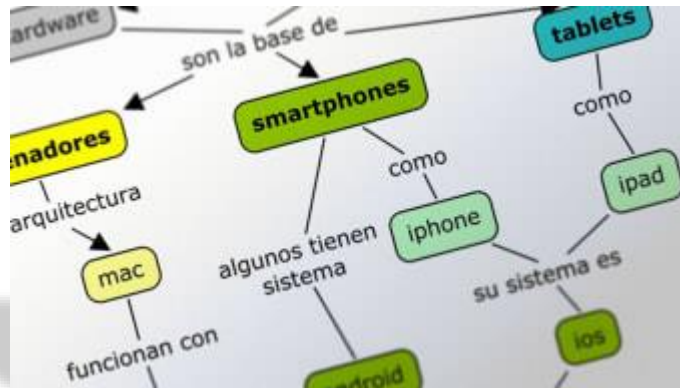 ardware
son la base de
tablets
smartphones
enadores
como
como
ipad
arquitectura
iphone
algunos tienen
sistema
mac
su sistema es
funcionan con
ios
android